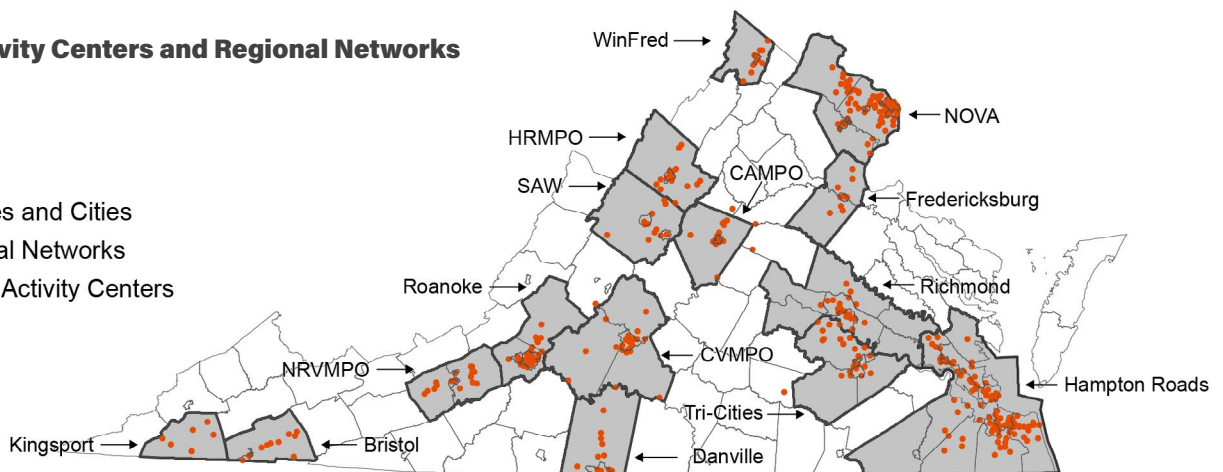 vity Centers and Regional Networks
WinFred
NOVA
HRMPO
CAMPO
SAW
Fredericksburg
es and Cities
al Networks
Activity Centers
Roanoke
Richmond
NRVMPO
CVMPO
Hampton Roads
Tri-Cities
Kingsport
Bristol
Danville